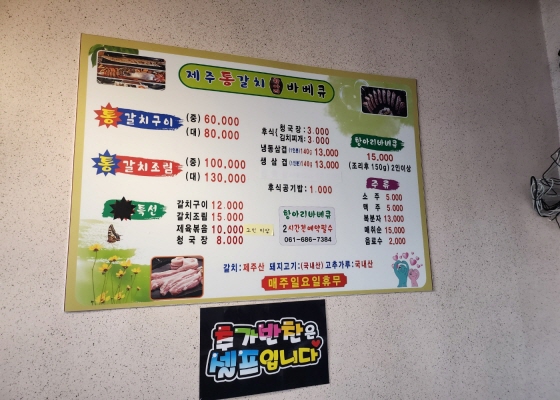 제주통갈치 바베큐
통 갈치구이 (중) 60.000
(대) 80.000
통 갈치조림 (중) 100.000
(대) 130,000
특선 갈치구이 12.000
갈치조림 15.000
제육볶음 10.000
청국장 8.000
후식( 청국장 : 3.000
김치찌개 : 3.000
냉동삼겹 140g 13,000
생삼겹 140g 13,000
후식공기밥 : 1.000
항아리바베큐
2시간전예약필수
061-686-7384
항아리바베큐
15.000
(조리후 150g) 2인이상
주류
소주 5.000
맥주 5.000
복분자 13.000
매취순 15.000
음료수 2,000
갈치:제주산 돼지고기:(국내산) 고추가루:국내산
매주일요일휴무
추가반찬은
셀프입니다